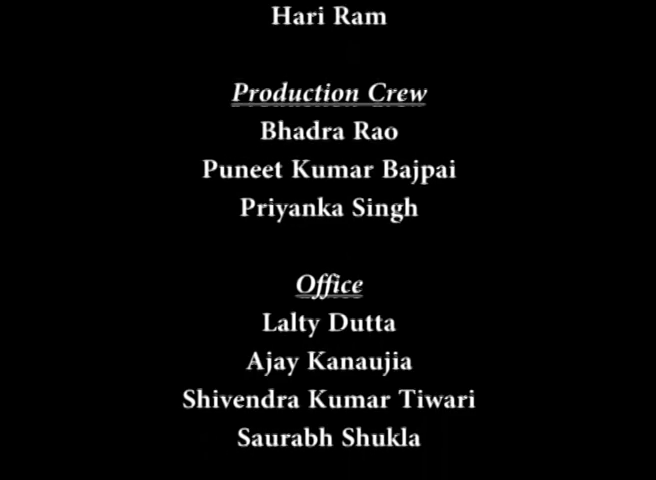 Hari Ram
Production Crew
Bhadra Rao
Puneet Kumar Bajpai
Priyanka Singh
Office
Lalty Dutta
Ajay Kanaujia
Shivendra Kumar Tiwari
Saurabh Shukla